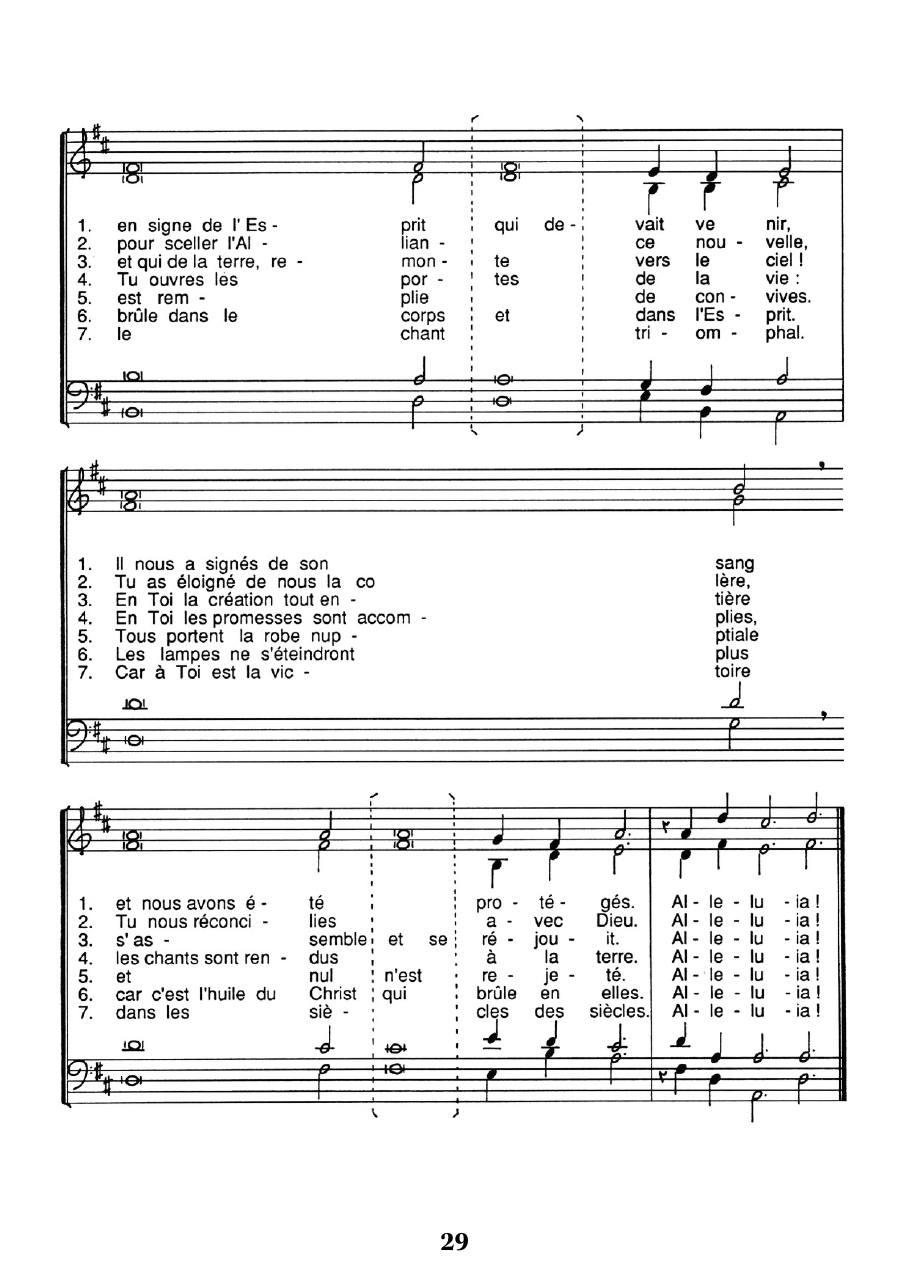 1. en signe de l' Es - prit qui de - vait ve nir,
2. pour sceller l'Al - lian - ce nou - velle,
3. et qui de la terre, re - mon - te vers le ciel !
4. Tu ouvres les por - tes de la vie :
5. est rem - plie de con - vives.
6. brûle dans le corps et dans l'Es - prit.
7. le chant tri - om - phal.
1. Il nous a signés de son sang
2. Tu as éloigné de nous la co lère,
3. En Toi la création tout en - tière
4. En Toi les promesses sont accom - plies,
5. Tous portent la robe nup - ptiale
6. Les lampes ne s'éteindront plus
7. Car à Toi est la vic - toire
1. et nous avons é - té pro - té - gés. Al - le - lu - ia !
2. Tu nous réconci - lies a - vec Dieu. Al - le - lu - ia !
3. s' as - semble et se ré - jou - it. Al - le - lu - ia !
4. les chants sont ren - dus à la terre. Al - le - lu - ia !
5. et nul n'est re - je - té. Al - le - lu - ia !
6. car c'est l'huile du Christ qui brûle en elles. Al - le - lu - ia !
7. dans les siè - cles des siècles. Al - le - lu - ia !
29